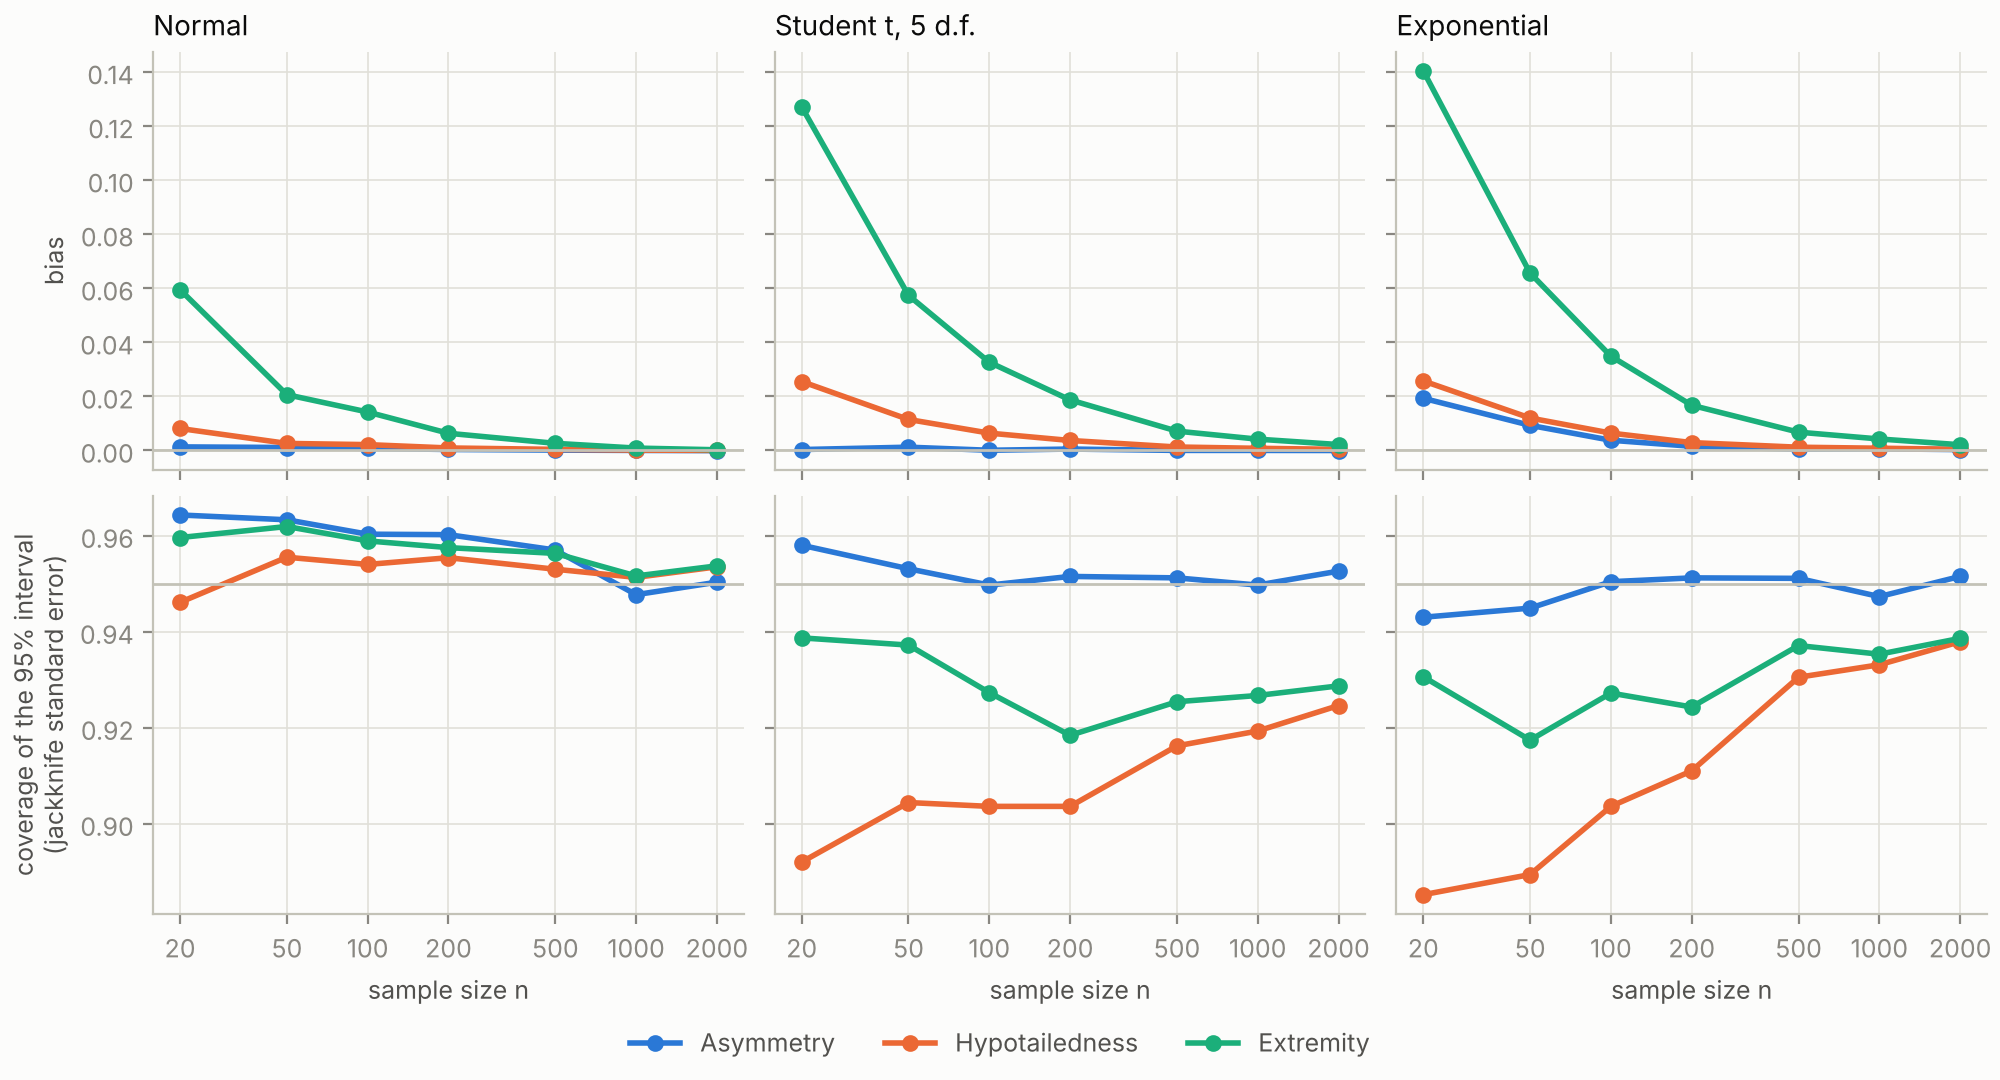 Normal
Student t, 5 d.f.
Exponential
0.14
0.12
0.10
0.08
0.06
0.04
0.02
0.00
bias
0.96
0.94
0.92
0.90
coverage of the 95% interval
(jackknife standard error)
20 50 100 200 500 1000 2000
20 50 100 200 500 1000 2000
20 50 100 200 500 1000 2000
sample size n
sample size n
sample size n
Asymmetry
Hypotailedness
Extremity